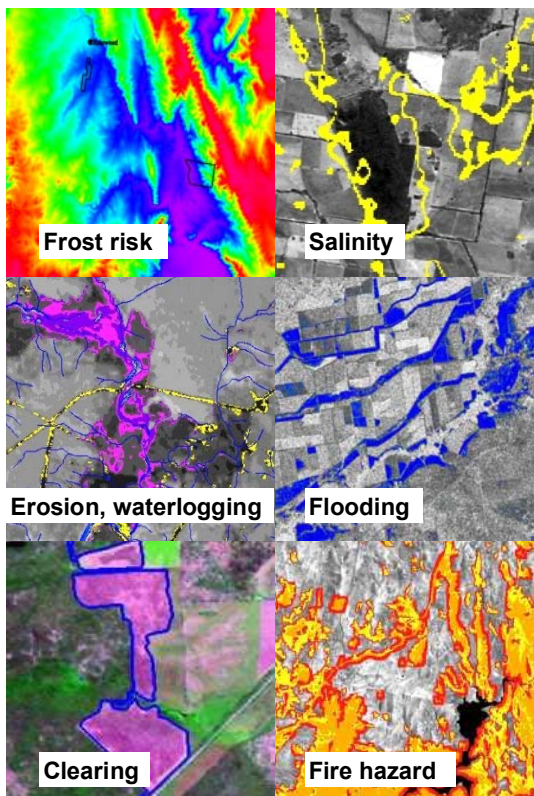 Frost risk
Salinity
Erosion, waterlogging
Flooding
Clearing
Fire hazard